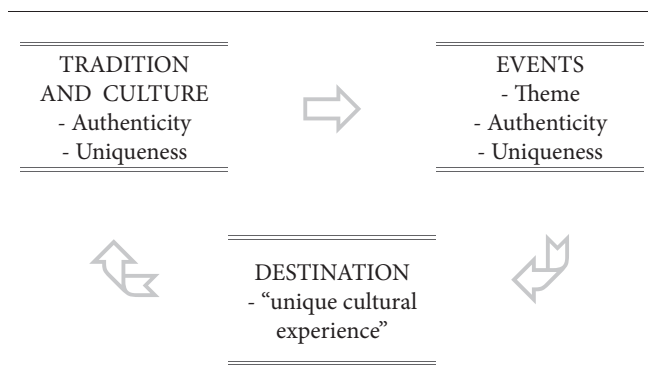 TRADITION
AND CULTURE
- Authenticity
- Uniqueness
EVENTS
- Theme
- Authenticity
- Uniqueness
DESTINATION
- “unique cultural
experience”